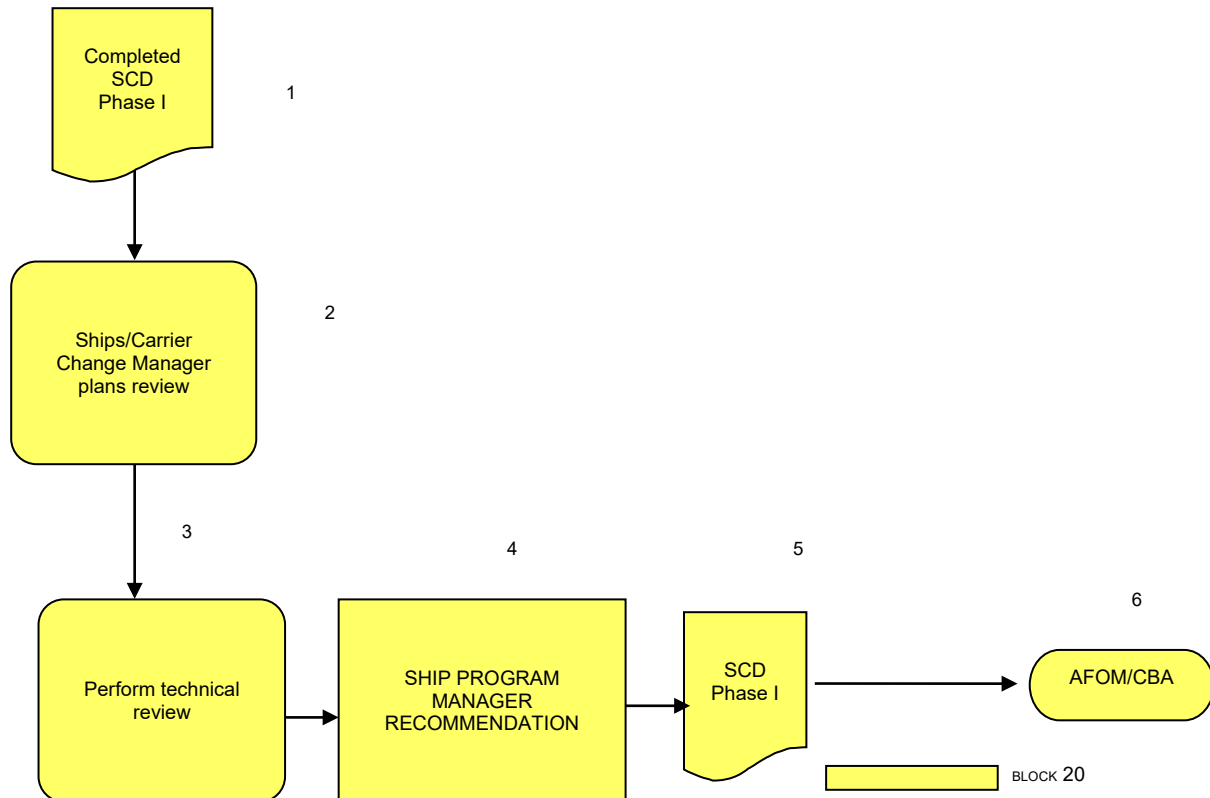 Completed
SCD
Phase I
1
Ships/Carrier
Change Manager
plans review
2
3
Perform technical
review
4
SHIP PROGRAM
MANAGER
RECOMMENDATION
5
SCD
Phase I
6
AFOM/CBA
BLOCK 20